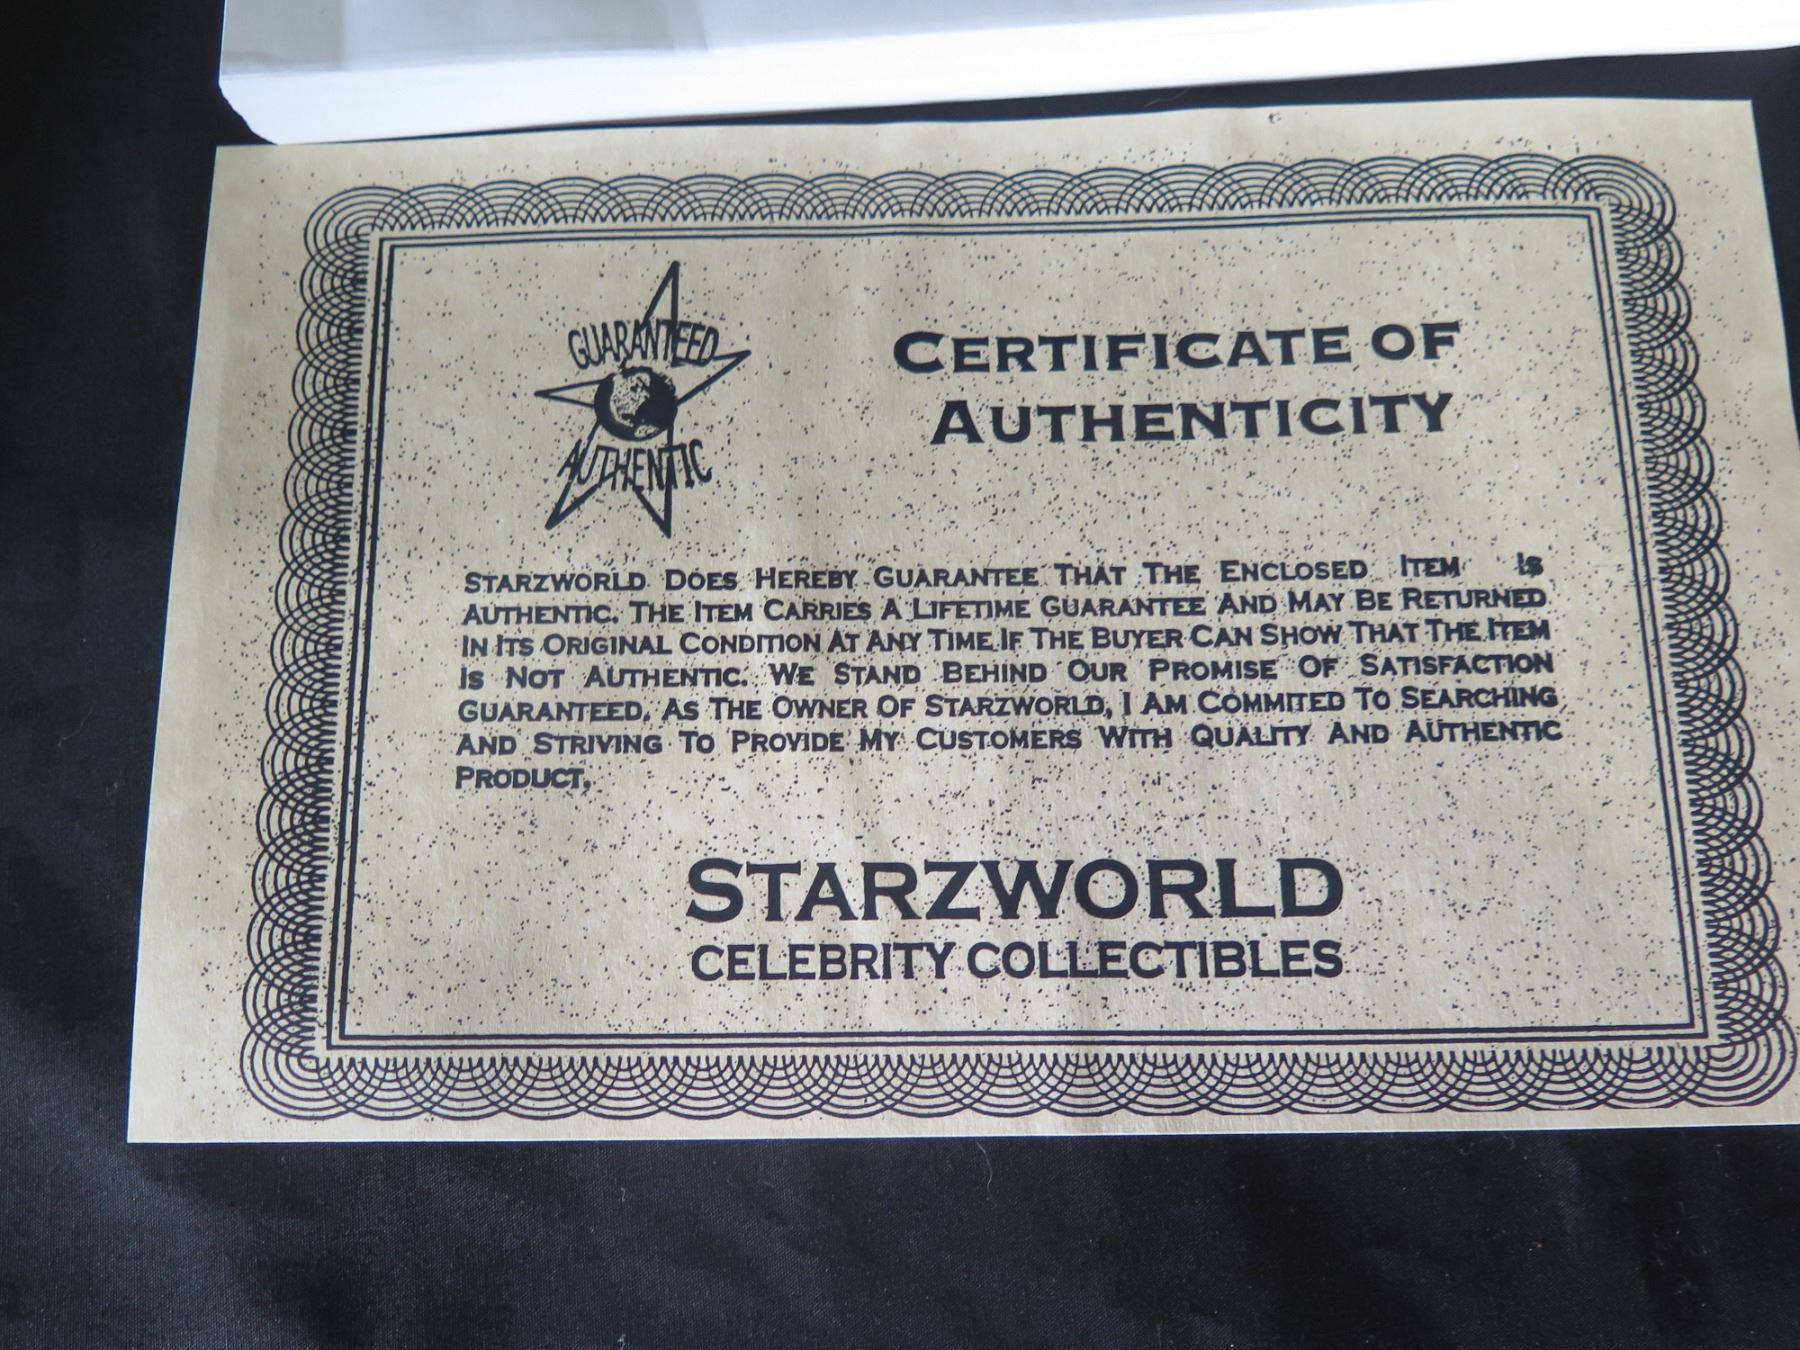 GUARANTEED
AUTHENTIC
CERTIFICATE OF
AUTHENTICITY
STARZWORLD DOES HEREBY GUARANTEE THAT THE ENCLOSED ITEM IS
AUTHENTIC. THE ITEM CARRIES A LIFETIME GUARANTEE AND MAY BE RETURNED
IN ITS ORIGINAL CONDITION AT ANY TIME IF THE BUYER CAN SHOW THAT THE ITEM
IS NOT AUTHENTIC. WE STAND BEHIND OUR PROMISE OF SATISFACTION
GUARANTEED. AS THE OWNER OF STARZWORLD, I AM COMMITED TO SEARCHING
AND STRIVING TO PROVIDE MY CUSTOMERS WITH QUALITY AND AUTHENTIC
PRODUCT.
STARZWORLD
CELEBRITY COLLECTIBLES